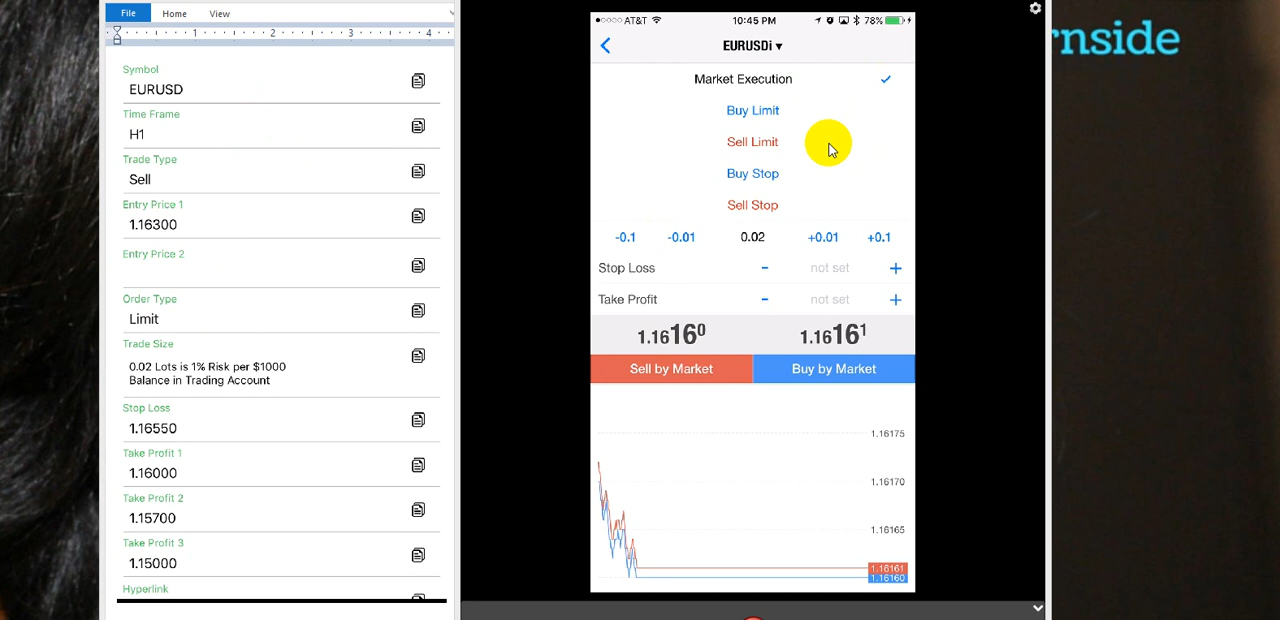 File Home View
1 2 3 4
Symbol
EURUSD
Time Frame
H1
Trade Type
Sell
Entry Price 1
1.16300
Entry Price 2
Order Type
Limit
Trade Size
0.02 Lots is 1% Risk per $1000
Balance in Trading Account
Stop Loss
1.16550
Take Profit 1
1.16000
Take Profit 2
1.15700
Take Profit 3
1.15000
Hyperlink
AT&T 10:45 PM 78%
EURUSDi
Market Execution
Buy Limit
Sell Limit
Buy Stop
Sell Stop
-0.1 -0.01 0.02 +0.01 +0.1
Stop Loss - not set +
Take Profit - not set +
1.16160 1.16161
Sell by Market Buy by Market
1.16175
1.16170
1.16165
1.16161
1.16160
rnside